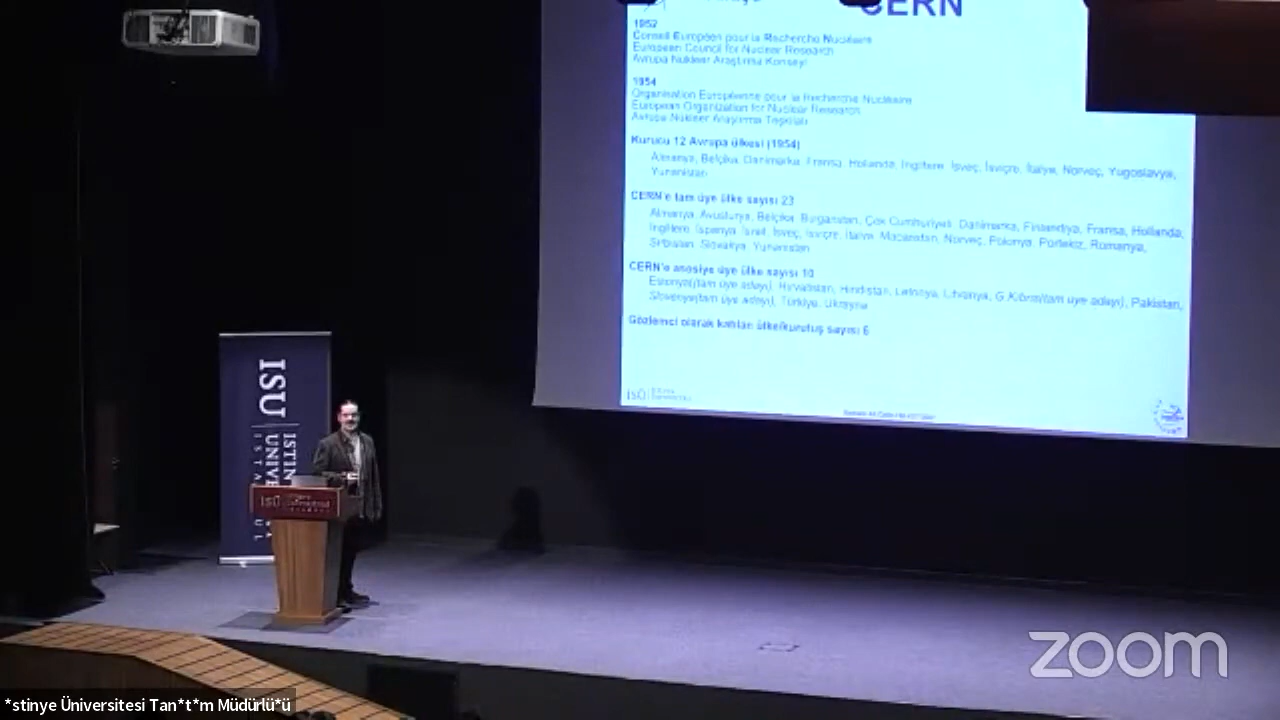 CERN
1952
Conseil Européen pour la Recherche Nucléaire
European Council for Nuclear Research
Avrupa Nükleer Araştırma Konseyi
1954
Organisation Européenne pour la Recherche Nucléaire
European Organization for Nuclear Research
Avrupa Nükleer Araştırma Teşkilatı
Kurucu 12 Avrupa ülkesi (1954)
Almanya, Belçika, Danimarka, Fransa, Hollanda, İngiltere, İsveç, İsviçre, İtalya, Norveç, Yugoslavya,
Yunanistan
CERN'e tam üye ülke sayısı 23
Almanya, Avusturya, Belçika, Bulgaristan, Çek Cumhuriyeti, Danimarka, Finlandiya, Fransa, Hollanda,
İngiltere, İspanya, İsrail, İsveç, İsviçre, İtalya, Macaristan, Norveç, Polonya, Portekiz, Romanya,
Sırbistan, Slovakya, Yunanistan
CERN'e asosiye üye ülke sayısı 10
Estonya(tam üye adayı), Hırvatistan, Hindistan, Letonya, Litvanya, G.Kıbrıs(tam üye adayı), Pakistan,
Slovenya(tam üye adayı), Türkiye, Ukrayna
Gözlemci olarak katılan ülke/kuruluş sayısı 6
ISU
ISU
ISTIN
UNIVE
ISU
zoom
*stinye Üniversitesi Tan*t*m Müdürlü*ü